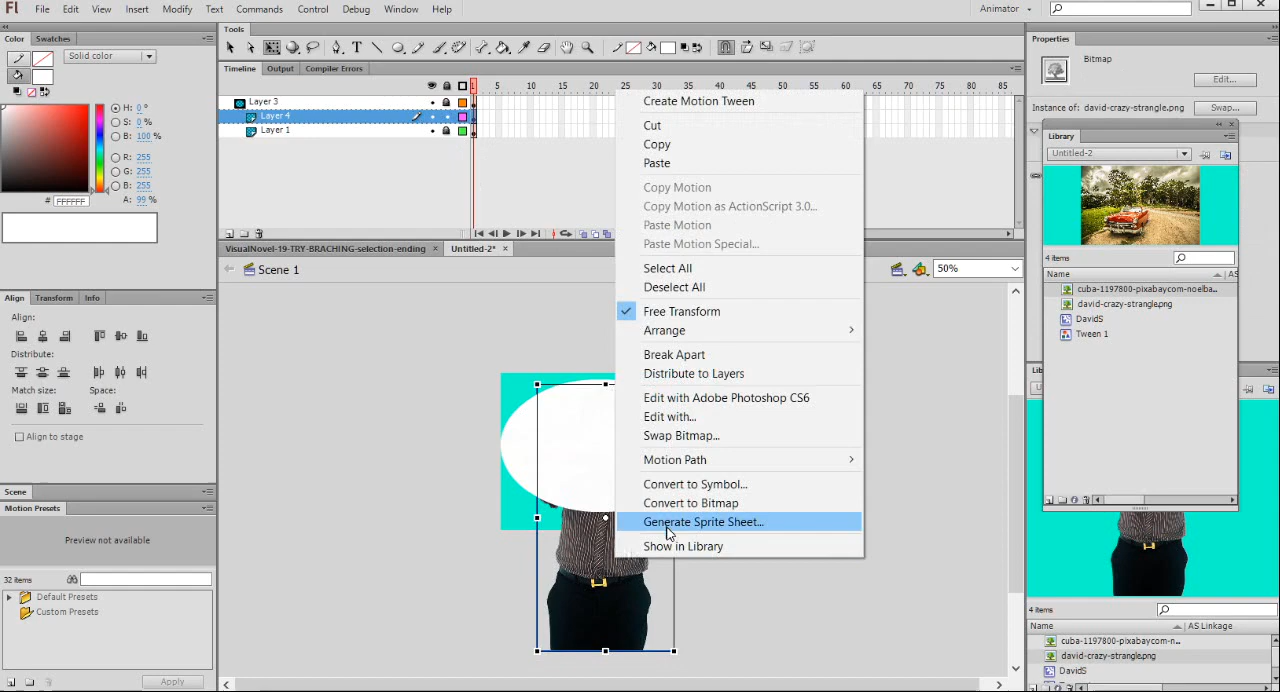 Fl File Edit View Insert Modify Text Commands Control Debug Window Help Animator
Color Swatches
Solid color
H: 0 °
S: 0 %
B: 100 %
R: 255
G: 255
B: 255
# FFFFFF A: 99 %
Align Transform Info
Align:
Distribute:
Match size: Space:
Align to stage
Scene
Motion Presets
Preview not available
32 items
Default Presets
Custom Presets
Apply
Tools
Timeline Output Compiler Errors
1 5 10 15 20 25 30 35 40 45 50 55 60 65 70 75 80 85
Layer 3
Layer 4
Layer 1
VisualNovel-19-TRY-BRACHING-selection-ending × Untitled-2* ×
Scene 1
50%
Create Motion Tween
Cut
Copy
Paste
Copy Motion
Copy Motion as ActionScript 3.0...
Paste Motion
Paste Motion Special...
Select All
Deselect All
Free Transform
Arrange
Break Apart
Distribute to Layers
Edit with Adobe Photoshop CS6
Edit with...
Swap Bitmap...
Motion Path
Convert to Symbol...
Convert to Bitmap
Generate Sprite Sheet...
Show in Library
Properties
Bitmap
Edit...
Instance of: david-crazy-strangle.png Swap...
Library
Untitled-2
4 items
Name AS
cuba-1197800-pixabaycom-noelba...
david-crazy-strangle.png
DavidS
Tween 1
Lib
4 items
Name AS Linkage
cuba-1197800-pixabaycom-n...
david-crazy-strangle.png
DavidS